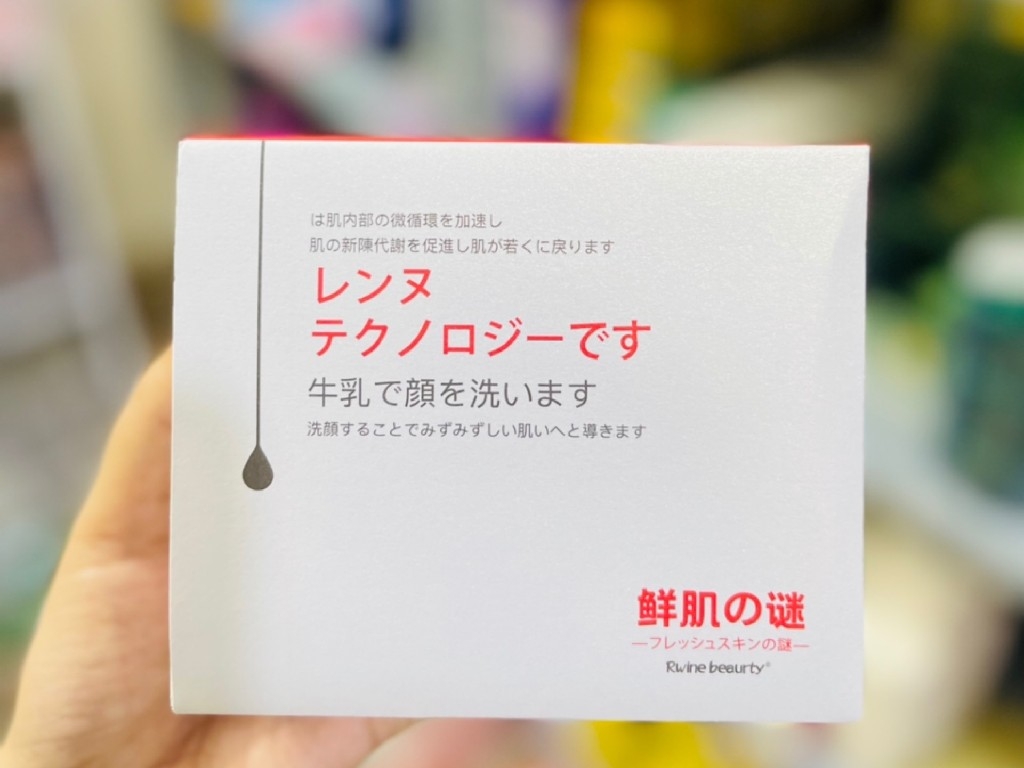 は肌内部の微循環を加速し
肌の新陳代謝を促進し肌が若くに戻ります
レンヌ
テクノロジーです
牛乳で顔を洗います
洗顔することでみずみずしい肌いへと導きます
鲜肌の谜
—フレッシュスキンの謎—
Rwine beaurty®